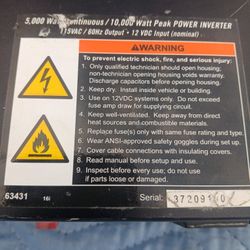 5,000 Watt Continuous / 10,000 Watt Peak POWER INVERTER
115VAC / 60Hz Output • 12 VDC Input (nominal)
WARNING
To prevent electric shock, fire, and serious injury:
1. Only qualified technician should open housing;
non-technician opening housing voids warranty.
Discharge capacitors before opening housing.
2. Keep dry. Install inside vehicle or building.
3. Use on 12VDC systems only. Do not exceed
fuse amp draw for supplying circuit.
4. Keep well-ventilated. Keep away from direct
heat sources and combustible materials.
5. Replace fuse(s) only with same fuse rating and type.
6. Wear ANSI-approved safety goggles during set up.
7. Cover cable connections with insulating covers.
8. Read manual before setup and use.
9. Inspect before every use; do not use
if parts loose or damaged.
63431
16i
Serial: